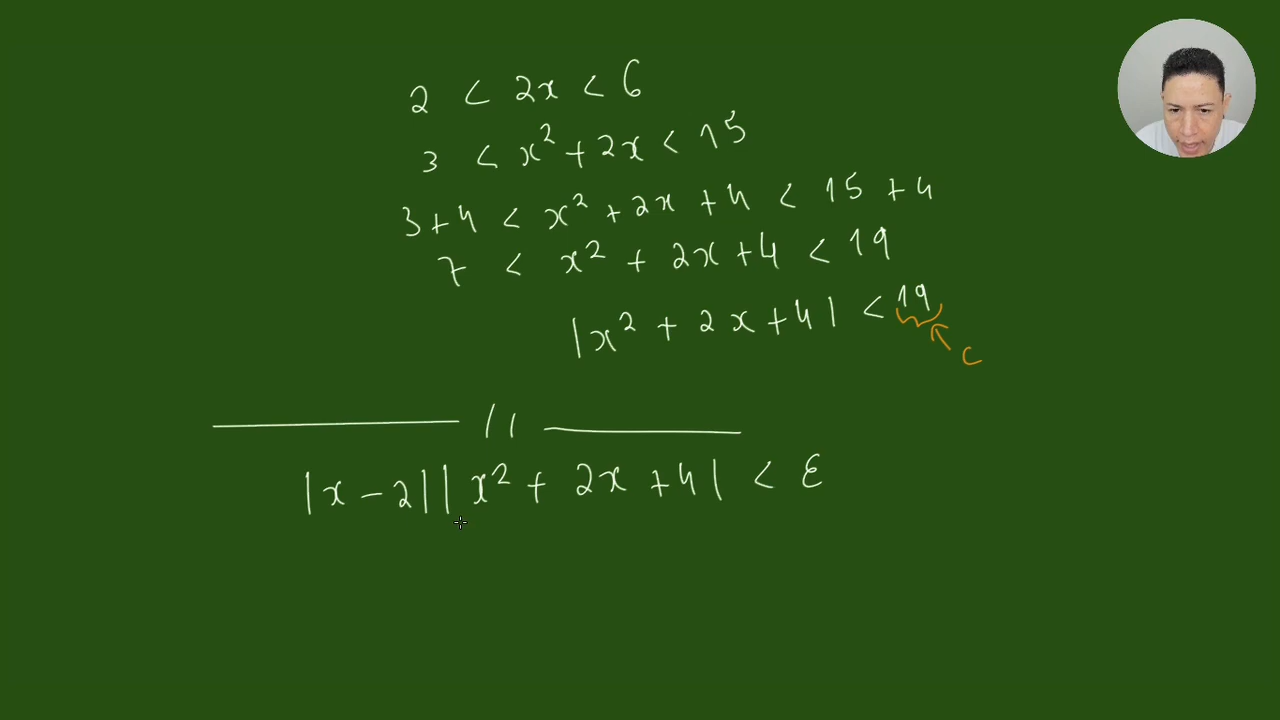 2 < 2x < 6
3 < x² + 2x < 15
3 + 4 < x² + 2x + 4 < 15 + 4
7 < x² + 2x + 4 < 19
|x² + 2x + 4| < 19
c
//
|x - 2||x² + 2x + 4| < ε